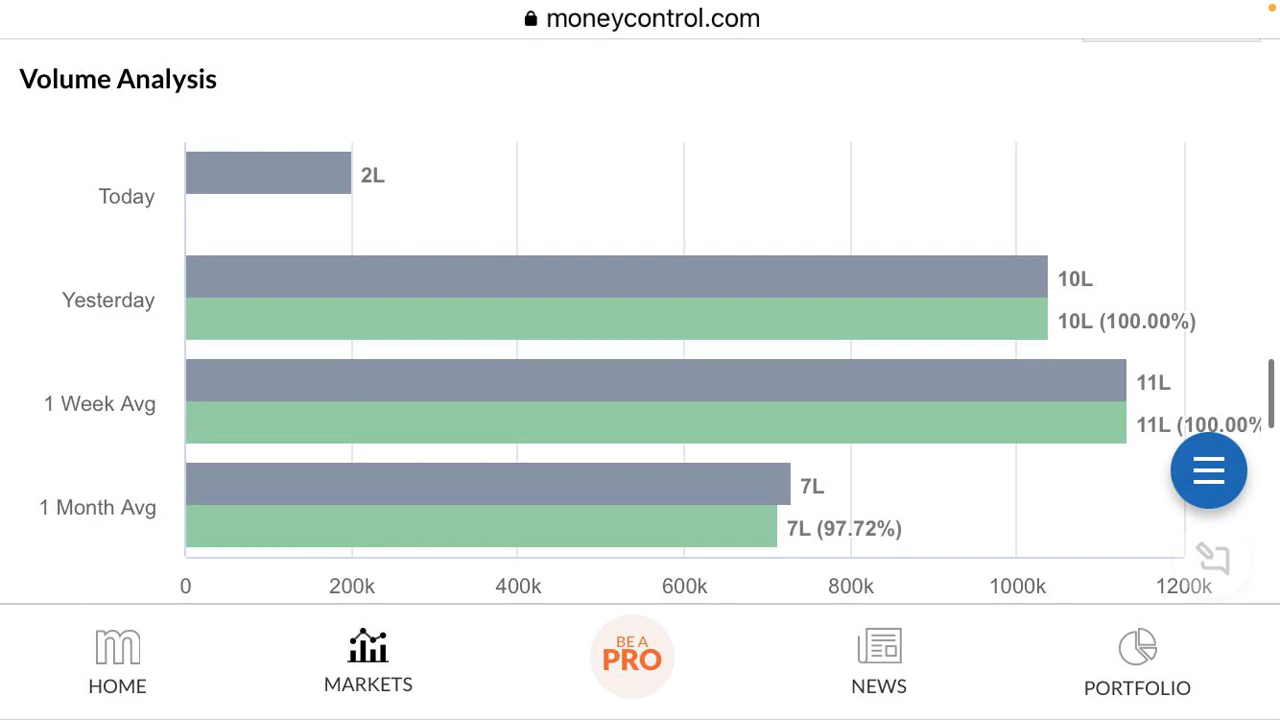 moneycontrol.com
Volume Analysis
Today
2L
Yesterday
10L
10L (100.00%)
1 Week Avg
11L
11L (100.00%
1 Month Avg
7L
7L (97.72%)
0 200k 400k 600k 800k 1000k 1200k
HOME
MARKETS
BE A
PRO
NEWS
PORTFOLIO